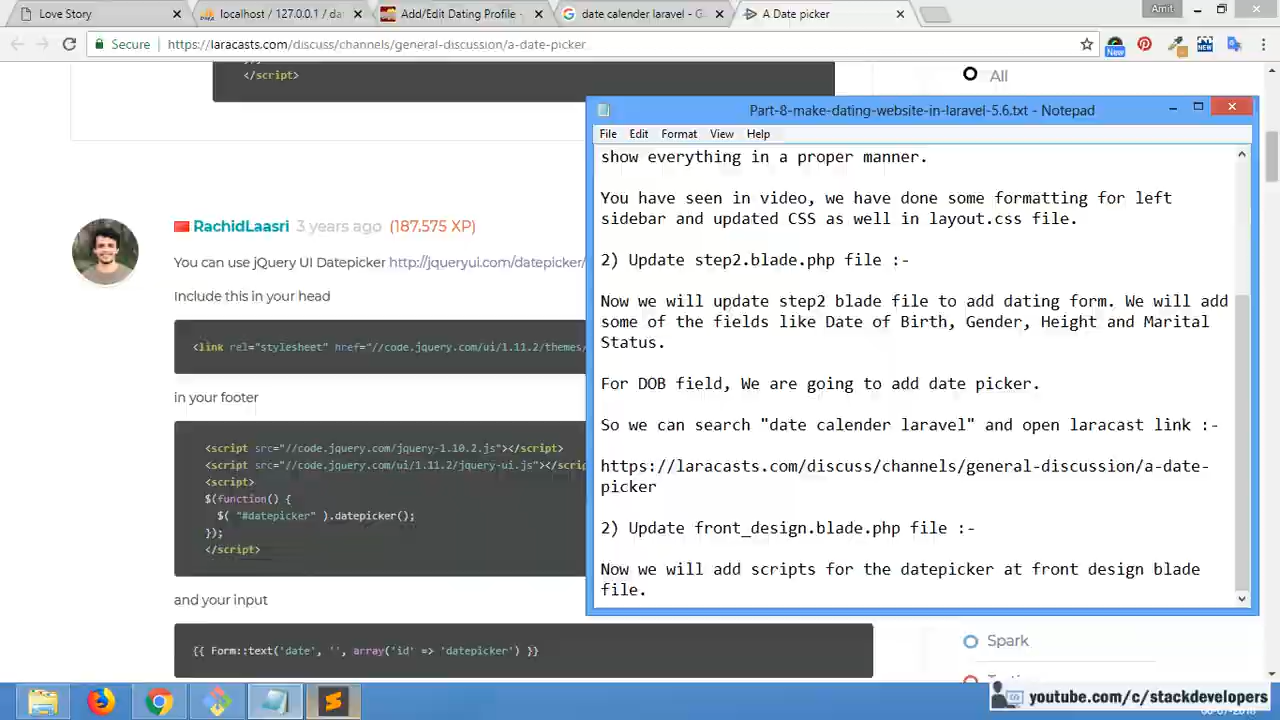 Love Story
localhost / 127.0.0.1 / da
Add/Edit Dating Profile -
date calender laravel - G
A Date picker
Amit
Secure
https://laracasts.com/discuss/channels/general-discussion/a-date-picker
New
</script>
All
Part-8-make-dating-website-in-laravel-5.6.txt - Notepad
File Edit Format View Help
show everything in a proper manner.
You have seen in video, we have done some formatting for left
sidebar and updated CSS as well in layout.css file.
2) Update step2.blade.php file :-
Now we will update step2 blade file to add dating form. We will add
some of the fields like Date of Birth, Gender, Height and Marital
Status.
For DOB field, We are going to add date picker.
So we can search "date calender laravel" and open laracast link :-
https://laracasts.com/discuss/channels/general-discussion/a-date-
picker
2) Update front_design.blade.php file :-
Now we will add scripts for the datepicker at front design blade
file.
RachidLaasri 3 years ago (187,575 XP)
You can use jQuery UI Datepicker http://jqueryui.com/datepicker/
Include this in your head
<link rel="stylesheet" href="//code.jquery.com/ui/1.11.2/themes/
in your footer
<script src="//code.jquery.com/jquery-1.10.2.js"></script>
<script src="//code.jquery.com/ui/1.11.2/jquery-ui.js"></scrip
<script>
$(function() {
$( "#datepicker" ).datepicker();
});
</script>
and your input
{{ Form::text('date', '', array('id' => 'datepicker') }}
Spark
youtube.com/c/stackdevelopers